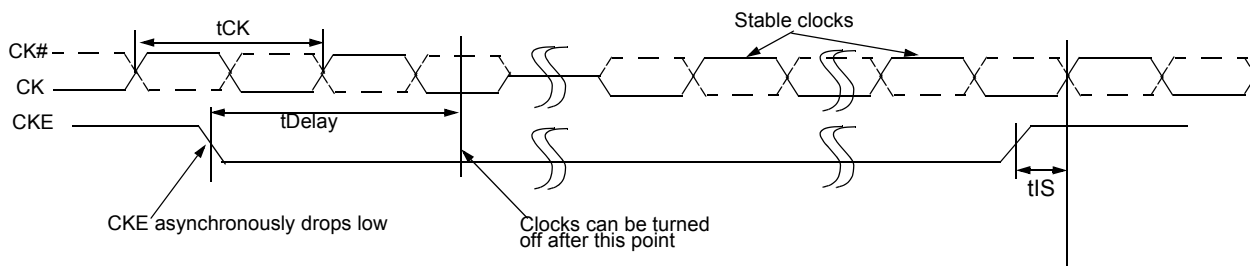 tCK
Stable clocks
CK#
CK
CKE
tDelay
tIS
CKE asynchronously drops low
Clocks can be turned
off after this point